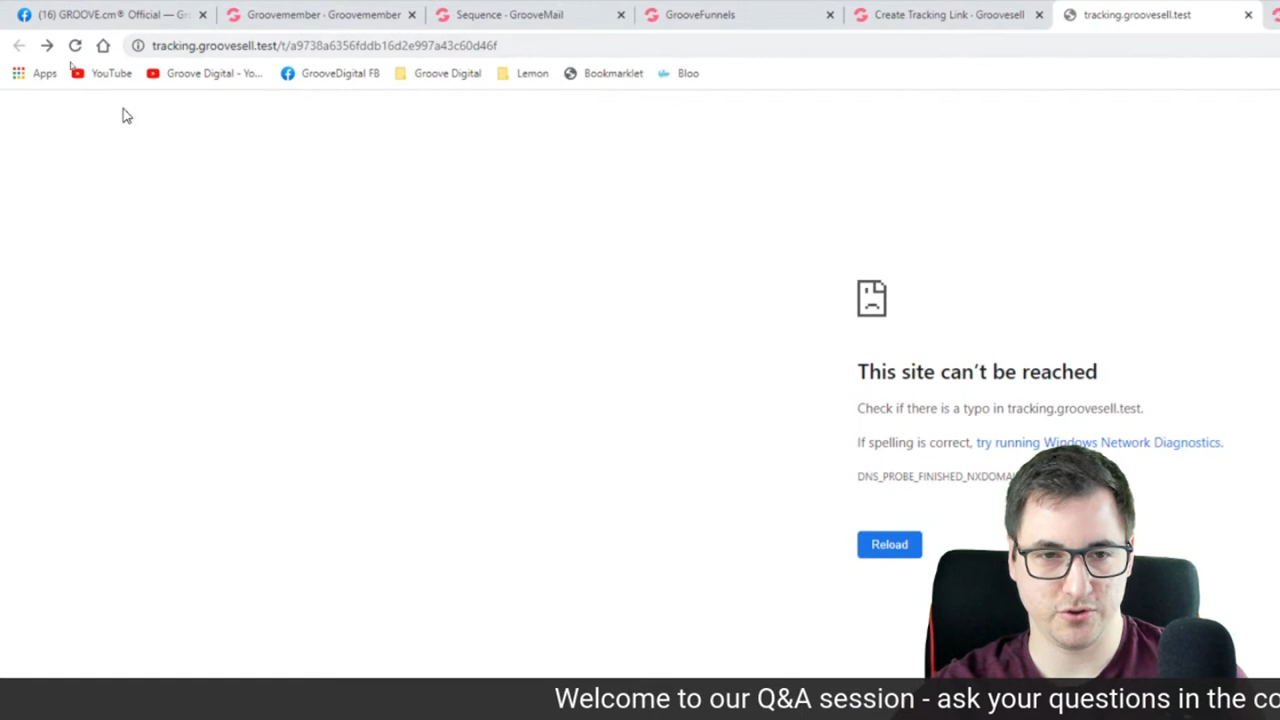 (16) GROOVE.cm® Official — Gr
Groovemember · Groovemember
Sequence · GrooveMail
GrooveFunnels
Create Tracking Link · Groovesell
tracking.groovesell.test
tracking.groovesell.test/t/a9738a6356fddb16d2e997a43c60d46f
Apps
YouTube
Groove Digital - Yo...
GrooveDigital FB
Groove Digital
Lemon
Bookmarklet
Bloo
This site can't be reached
Check if there is a typo in tracking.groovesell.test.
If spelling is correct, try running Windows Network Diagnostics.
DNS_PROBE_FINISHED_NXDOMA
Reload
Welcome to our Q&A session - ask your questions in the co